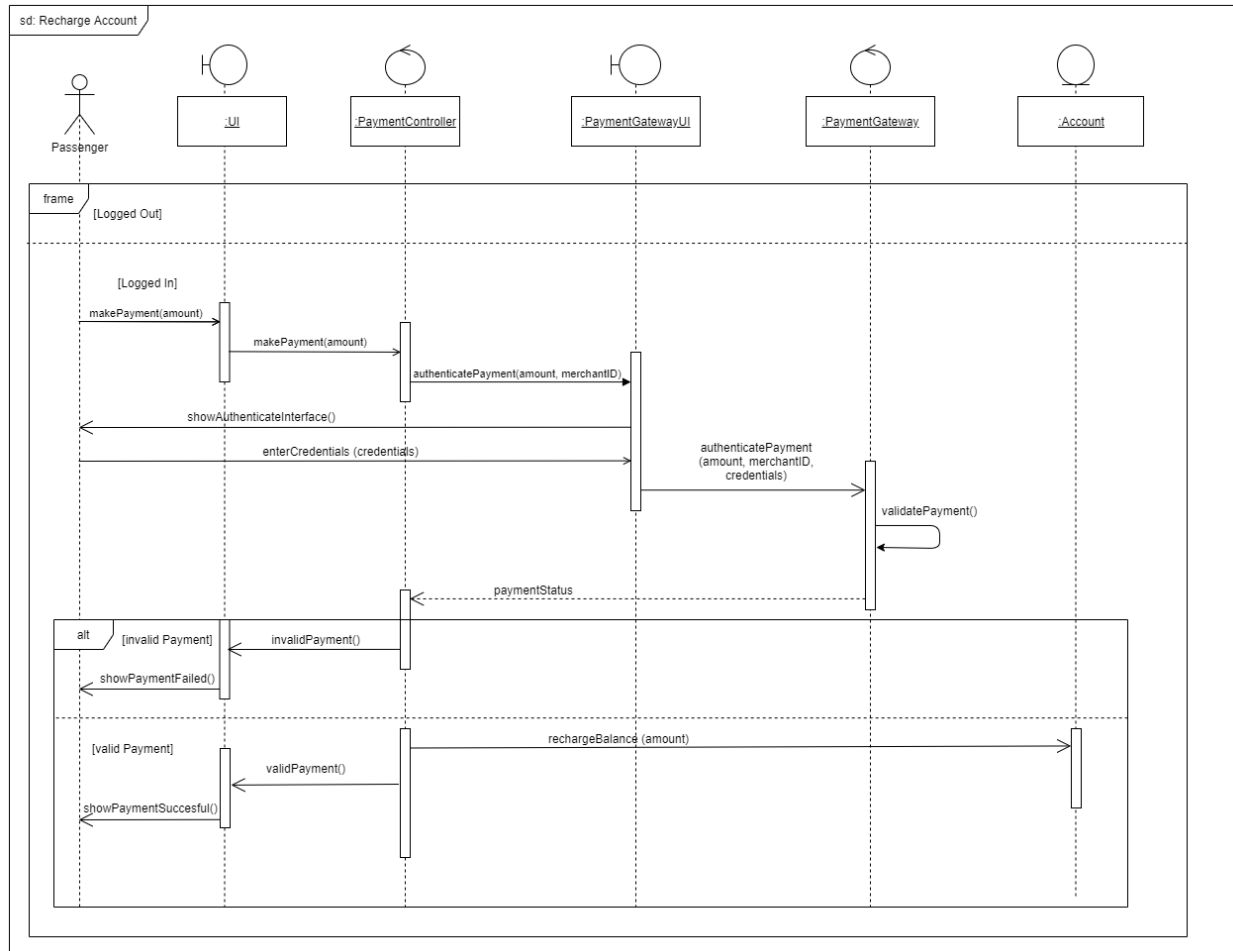 sd: Recharge Account
Passenger
:UI
:PaymentController
:PaymentGatewayUI
:PaymentGateway
:Account
frame
[Logged Out]
[Logged In]
makePayment(amount)
makePayment(amount)
authenticatePayment(amount, merchantID)
showAuthenticateInterface()
enterCredentials (credentials)
authenticatePayment
(amount, merchantID,
credentials)
validatePayment()
paymentStatus
alt
[invalid Payment]
invalidPayment()
showPaymentFailed()
[valid Payment]
rechargeBalance (amount)
validPayment()
showPaymentSuccesful()